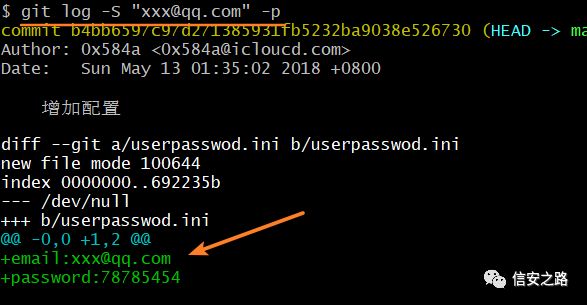 $ git log -S "xxx@qq.com" -p
commit b4bb6597c97d271385931fb5232ba9038e526730 (HEAD -> ma
Author: 0x584a <0x584a@icloucd.com>
Date:   Sun May 13 01:35:02 2018 +0800
增加配置
diff --git a/userpasswod.ini b/userpasswod.ini
new file mode 100644
index 0000000..692235b
--- /dev/null
+++ b/userpasswod.ini
@@ -0,0 +1,2 @@
+email:xxx@qq.com
+password:78785454
信安之路